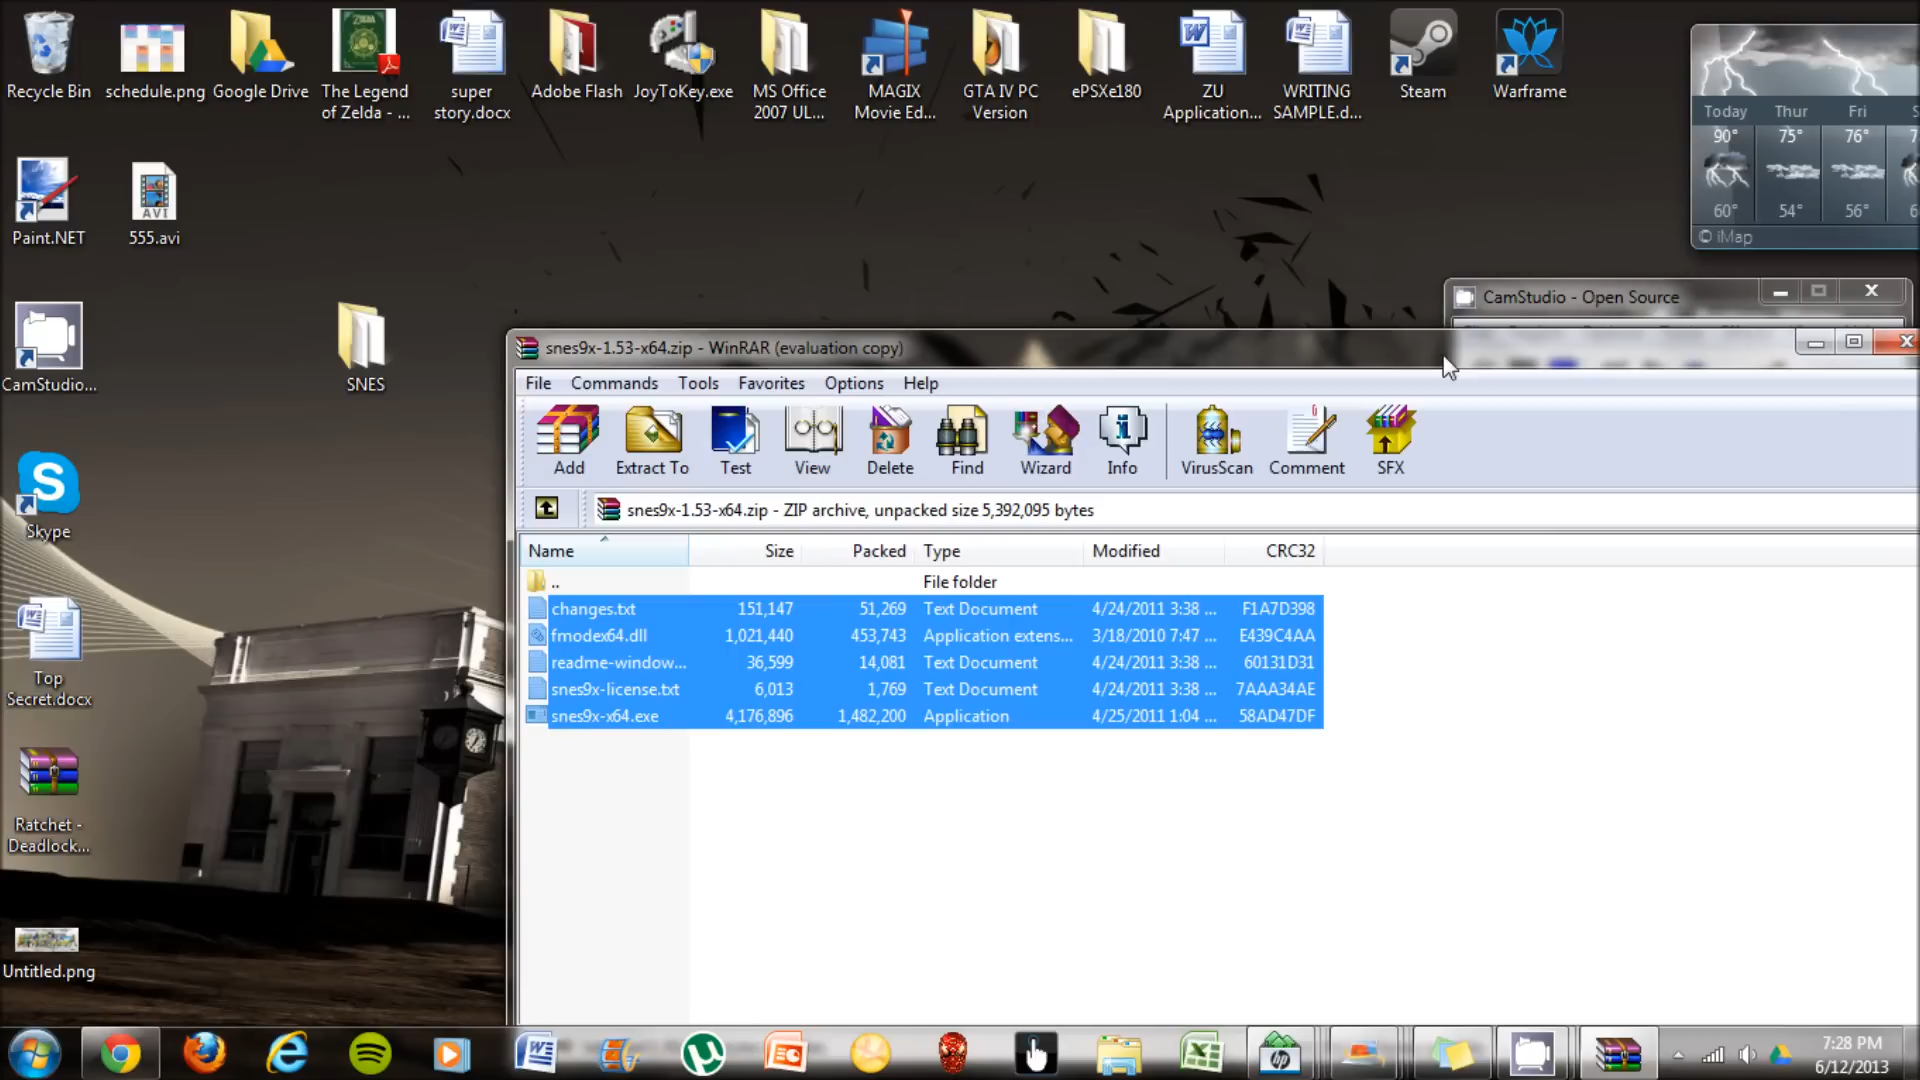 Recycle Bin
schedule.png
Google Drive
The Legend
of Zelda - ...
super
story.docx
Adobe Flash
JoyToKey.exe
MS Office
2007 UL...
MAGIX
Movie Ed...
GTA IV PC
Version
ePSXe180
ZU
Application...
WRITING
SAMPLE.d...
Steam
Warframe
Today
Thur
Fri
90°
75°
76°
60°
54°
56°
© iMap
Paint.NET
AVI
555.avi
CamStudio...
SNES
CamStudio - Open Source
snes9x-1.53-x64.zip - WinRAR (evaluation copy)
File Commands Tools Favorites Options Help
Add
Extract To
Test
View
Delete
Find
Wizard
Info
VirusScan
Comment
SFX
snes9x-1.53-x64.zip - ZIP archive, unpacked size 5,392,095 bytes
Name Size Packed Type Modified CRC32
.. File folder
changes.txt 151,147 51,269 Text Document 4/24/2011 3:38 ... F1A7D398
fmodex64.dll 1,021,440 453,743 Application extens... 3/18/2010 7:47 ... E439C4AA
readme-window... 36,599 14,081 Text Document 4/24/2011 3:38 ... 60131D31
snes9x-license.txt 6,013 1,769 Text Document 4/24/2011 3:38 ... 7AAA34AE
snes9x-x64.exe 4,176,896 1,482,200 Application 4/25/2011 1:04 ... 58AD47DF
Skype
Top
Secret.docx
Ratchet -
Deadlock...
Untitled.png
7:28 PM
6/12/2013